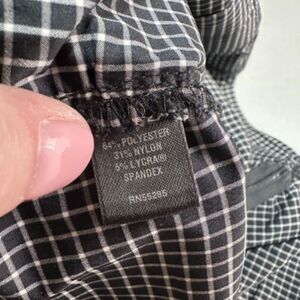 64% POLYESTER
31% NYLON
5% LYCRA®
SPANDEX
RN55285